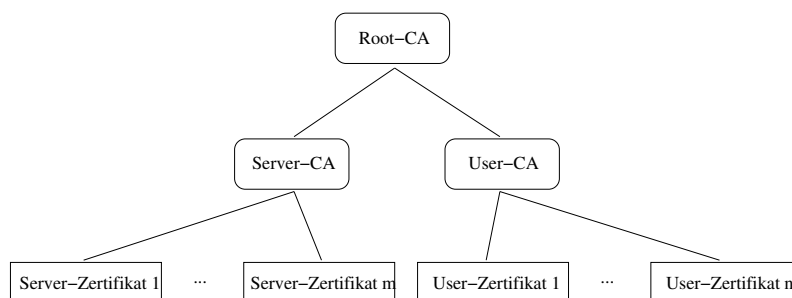 Root−CA
Server−CA User−CA
Server−Zertifikat 1 ... Server−Zertifikat m User−Zertifikat 1 ... User−Zertifikat n